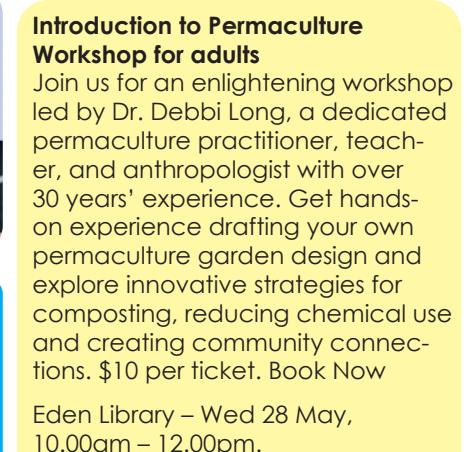 Introduction to Permaculture
Workshop for adults
Join us for an enlightening workshop
led by Dr. Debbi Long, a dedicated
permaculture practitioner, teach-
er, and anthropologist with over
30 years’ experience. Get hands-
on experience drafting your own
permaculture garden design and
explore innovative strategies for
composting, reducing chemical use
and creating community connec-
tions. $10 per ticket. Book Now
Eden Library – Wed 28 May,
10.00am – 12.00pm.